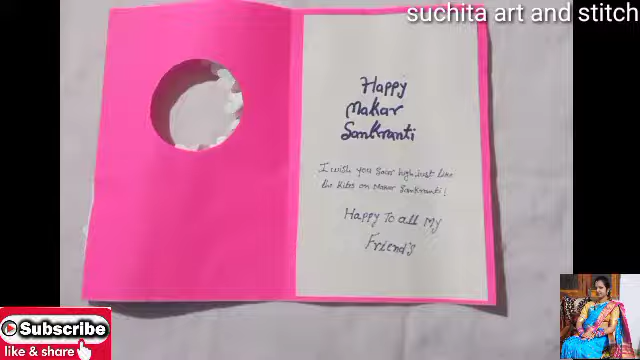 suchita art and stitch
Happy
Makar
Sankranti
I wish you Soar high Just like
the kites on Makar Sankranti!
Happy To all My
Friend's
Subscribe
like & share